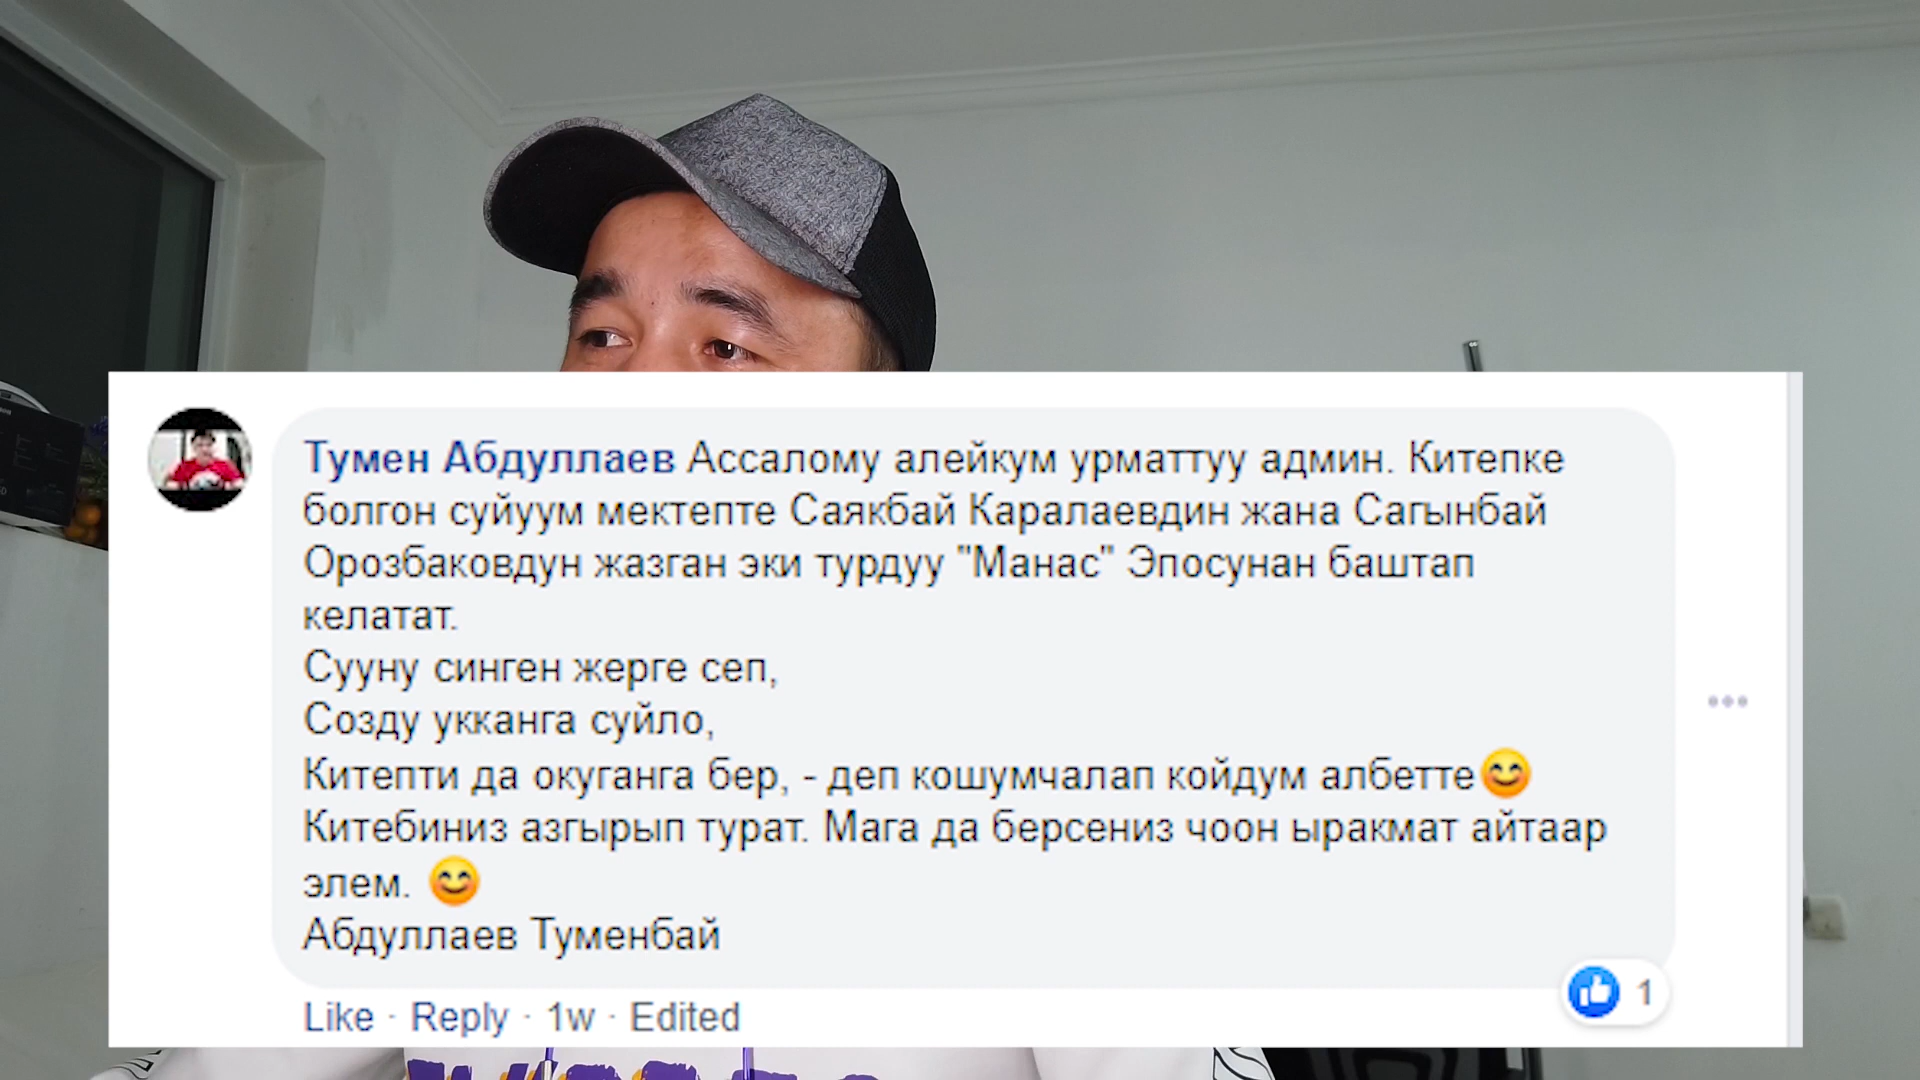 Тумен Абдуллаев Ассалому алейкум урматтуу админ. Китепке
болгон суйуум мектепте Саякбай Каралаевдин жана Сагынбай
Орозбаковдун жазган эки турдуу "Манас" Эпосунан баштап
келатат.
Сууну синген жерге сеп,
Созду укканга суйло,
Китепти да окуганга бер, - деп кошумчалап койдум албетте😊
Китебиниз азгырып турат. Мага да берсениз чоон ыракмат айтаар
элем. 😊
Абдуллаев Туменбай
1
Like · Reply · 1w · Edited